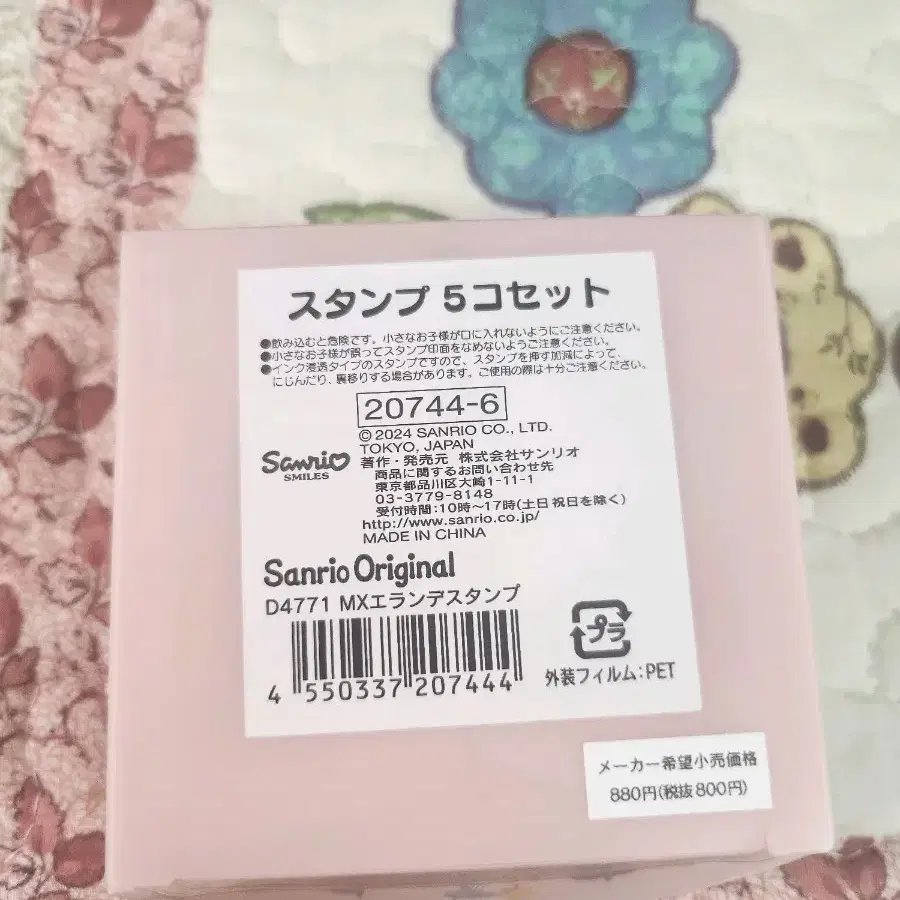 スタンプ 5コセット
●飲み込むと危険です。小さなお子様が口に入れないようにご注意ください。
●小さなお子様が誤ってスタンプ印面をなめないようご注意ください。
●インク浸透タイプのスタンプですので、スタンプを押す加減によって、
にじんだり、裏移りする場合があります。ご使用の際は十分ご注意ください。
20744-6
© 2024 SANRIO CO., LTD.
TOKYO, JAPAN
Sanrio
SMILES
著作・発売元 株式会社サンリオ
商品に関するお問い合わせ先
東京都品川区大崎1-11-1
03-3779-8148
受付時間:10時~17時(土日祝日を除く)
http://www.sanrio.co.jp/
MADE IN CHINA
Sanrio Original
D4771 MXエランデスタンプ
4 550337 207444
プラ
外装フィルム:PET
メーカー希望小売価格
880円(税抜800円)